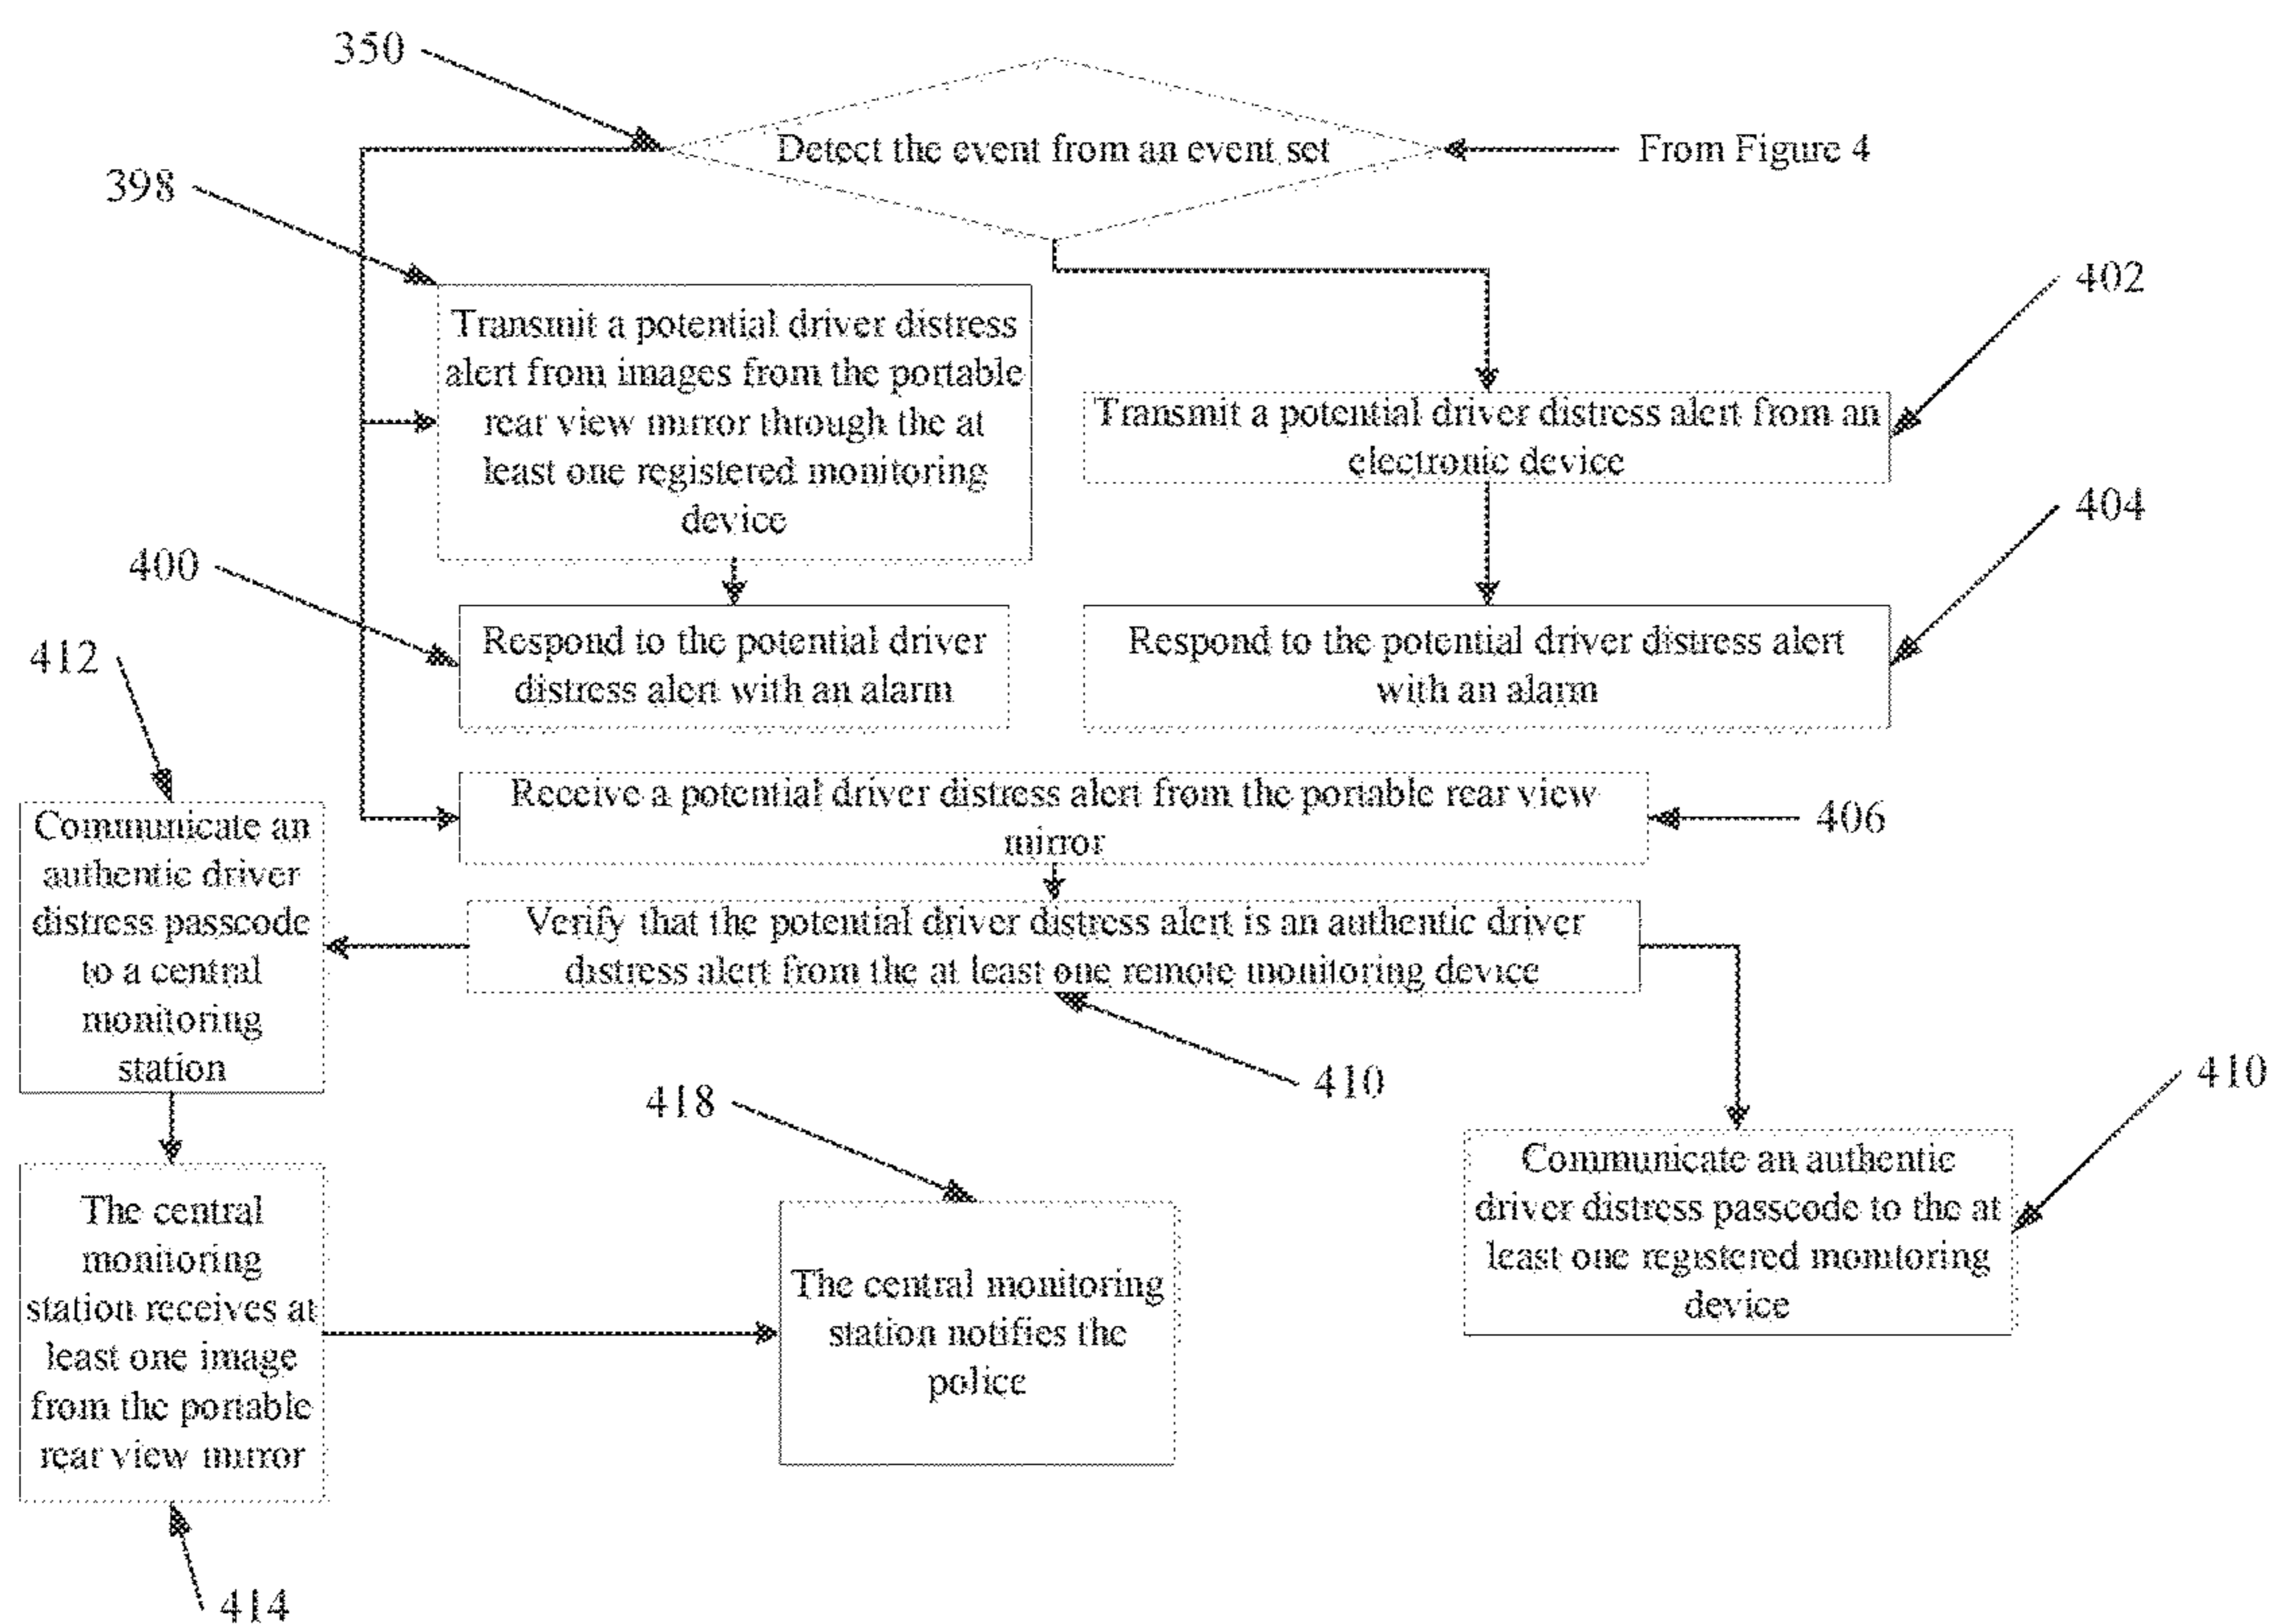 350
Detect the event from an event set
From Figure 4
398
Transmit a potential driver distress
alert from images from the portable
rear view mirror through the at
least one registered monitoring
device
402
Transmit a potential driver distress alert from an
electronic device
400
Respond to the potential driver
distress alert with an alarm
404
Respond to the potential driver distress alert
with an alarm
412
Communicate an
authentic driver
distress passcode
to a central
monitoring
station
Receive a potential driver distress alert from the portable rear view
mirror
406
Verify that the potential driver distress alert is an authentic driver
distress alert from the at least one remote monitoring device
410
410
Communicate an authentic
driver distress passcode to the at
least one registered monitoring
device
418
The central monitoring
station notifies the
police
The central
monitoring
station receives at
least one image
from the portable
rear view mirror
414